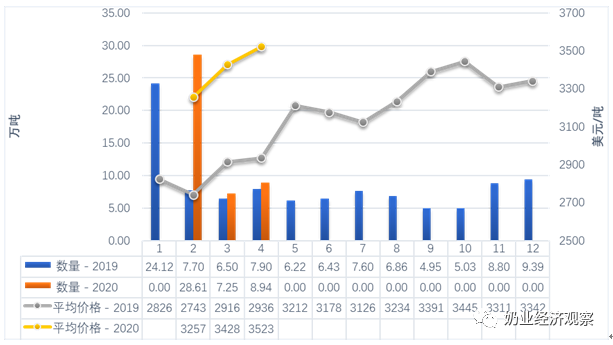 35.00 3700
30.00 3500
25.00 3300
20.00 3100
15.00 2900
10.00 2700
5.00 2500
0.00
万吨
美元/吨
1 2 3 4 5 6 7 8 9 10 11 12
数量 - 2019 24.12 7.70 6.50 7.90 6.22 6.43 7.60 6.86 4.95 5.03 8.80 9.39
数量 - 2020 0.00 28.61 7.25 8.94 0.00 0.00 0.00 0.00 0.00 0.00 0.00 0.00
平均价格 - 2019 2826 2743 2916 2936 3212 3178 3126 3234 3391 3445 3311 3342
平均价格 - 2020 3257 3428 3523
奶业经济观察